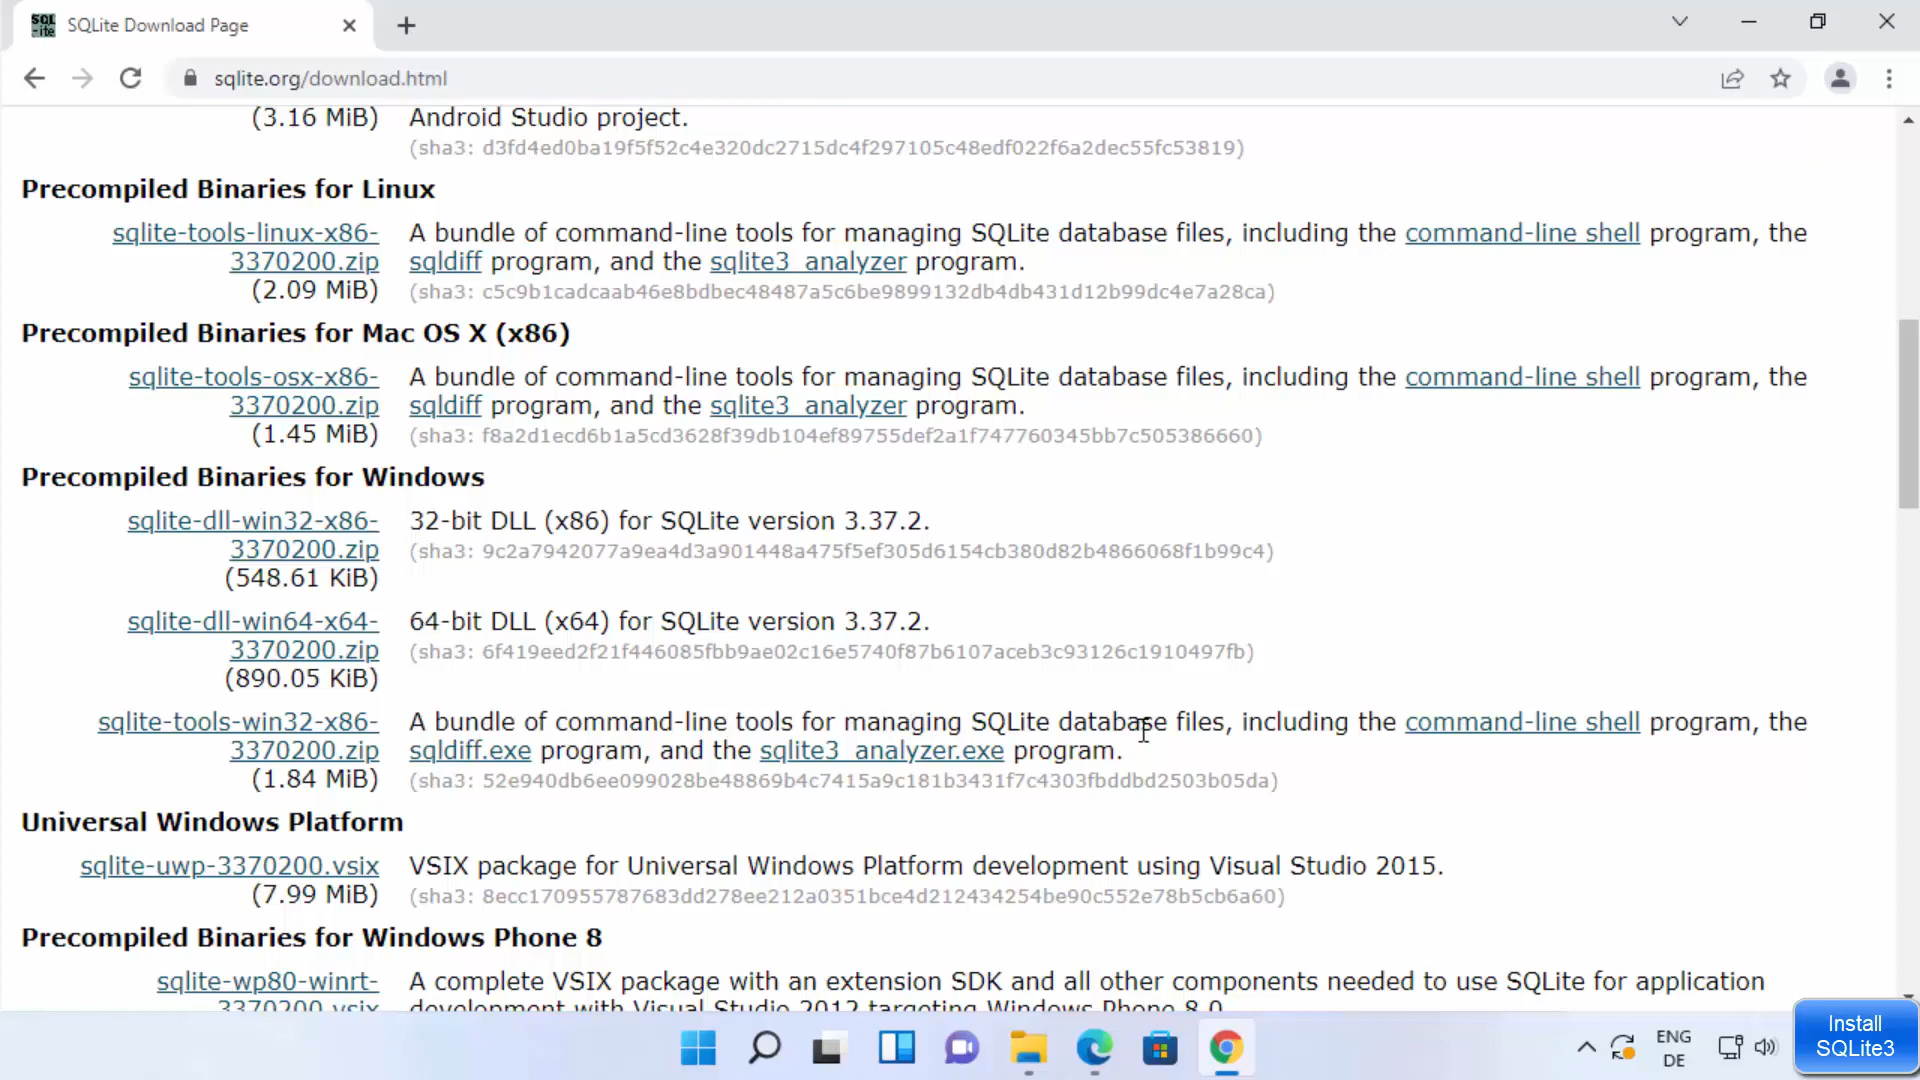 SQLite Download Page
sqlite.org/download.html
(3.16 MiB) Android Studio project.
(sha3: d3fd4ed0ba19f5f52c4e320dc2715dc4f297105c48edf022f6a2dec55fc53819)
Precompiled Binaries for Linux
sqlite-tools-linux-x86- A bundle of command-line tools for managing SQLite database files, including the command-line shell program, the
3370200.zip sqldiff program, and the sqlite3_analyzer program.
(2.09 MiB) (sha3: c5c9b1cadcaab46e8bdbec48487a5c6be9899132db4db431d12b99dc4e7a28ca)
Precompiled Binaries for Mac OS X (x86)
sqlite-tools-osx-x86- A bundle of command-line tools for managing SQLite database files, including the command-line shell program, the
3370200.zip sqldiff program, and the sqlite3_analyzer program.
(1.45 MiB) (sha3: f8a2d1ecd6b1a5cd3628f39db104ef89755def2a1f747760345bb7c505386660)
Precompiled Binaries for Windows
sqlite-dll-win32-x86- 32-bit DLL (x86) for SQLite version 3.37.2.
3370200.zip (sha3: 9c2a7942077a9ea4d3a901448a475f5ef305d6154cb380d82b4866068f1b99c4)
(548.61 KiB)
sqlite-dll-win64-x64- 64-bit DLL (x64) for SQLite version 3.37.2.
3370200.zip (sha3: 6f419eed2f21f446085fbb9ae02c16e5740f87b6107aceb3c93126c1910497fb)
(890.05 KiB)
sqlite-tools-win32-x86- A bundle of command-line tools for managing SQLite database files, including the command-line shell program, the
3370200.zip sqldiff.exe program, and the sqlite3_analyzer.exe program.
(1.84 MiB) (sha3: 52e940db6ee099028be48869b4c7415a9c181b3431f7c4303fbddbd2503b05da)
Universal Windows Platform
sqlite-uwp-3370200.vsix VSIX package for Universal Windows Platform development using Visual Studio 2015.
(7.99 MiB) (sha3: 8ecc170955787683dd278ee212a0351bce4d212434254be90c552e78b5cb6a60)
Precompiled Binaries for Windows Phone 8
sqlite-wp80-winrt- A complete VSIX package with an extension SDK and all other components needed to use SQLite for application
3370200.vsix development with Visual Studio 2012 targeting Windows Phone 8.0.
ENG
DE
Install
SQLite3